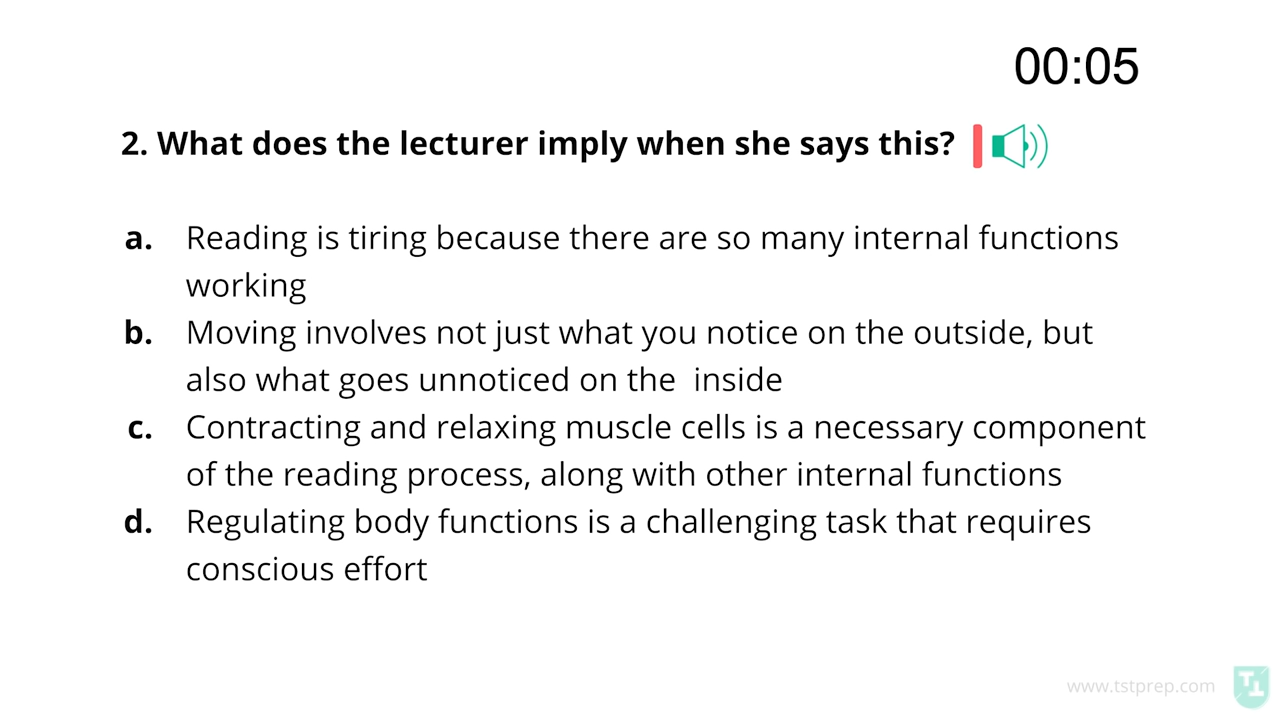 00:05
2. What does the lecturer imply when she says this?
a. Reading is tiring because there are so many internal functions
working
b. Moving involves not just what you notice on the outside, but
also what goes unnoticed on the  inside
c. Contracting and relaxing muscle cells is a necessary component
of the reading process, along with other internal functions
d. Regulating body functions is a challenging task that requires
conscious effort
www.tstprep.com